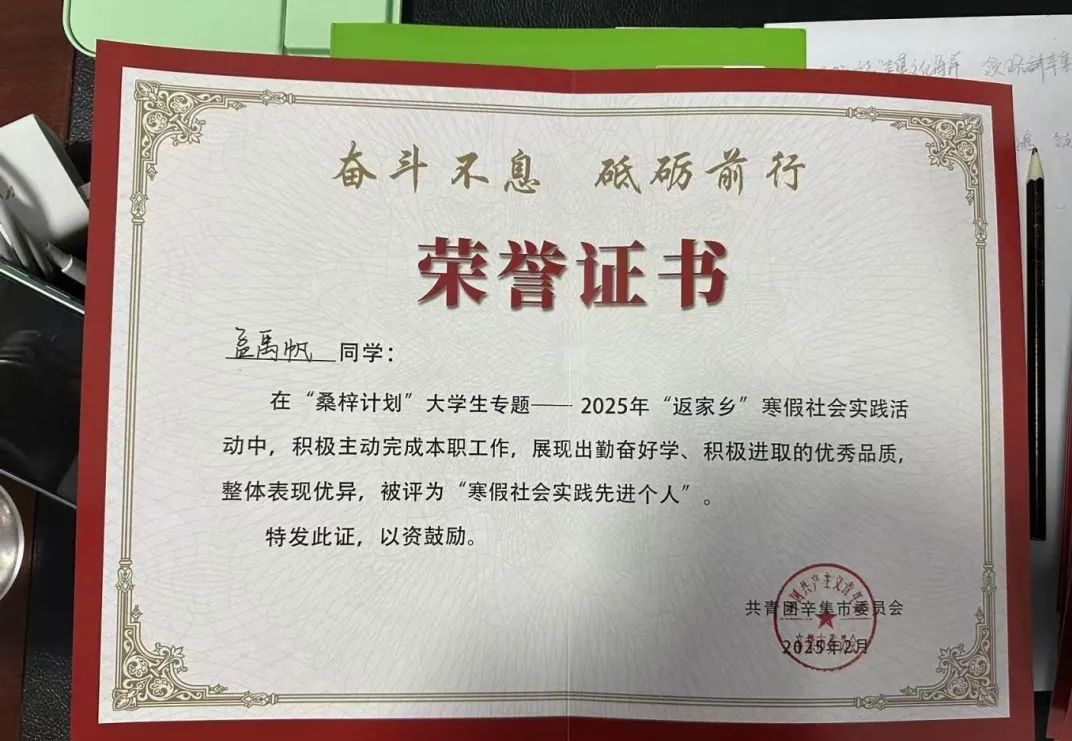 奋斗不息 砥砺前行
荣誉证书
孟禹帆 同学：
在“桑梓计划”大学生专题——2025年“返家乡”寒假社会实践活
动中，积极主动完成本职工作，展现出勤奋好学、积极进取的优秀品质，
整体表现优异，被评为“寒假社会实践先进个人”。
特发此证，以资鼓励。
共青团辛集市委员会
2025年2月